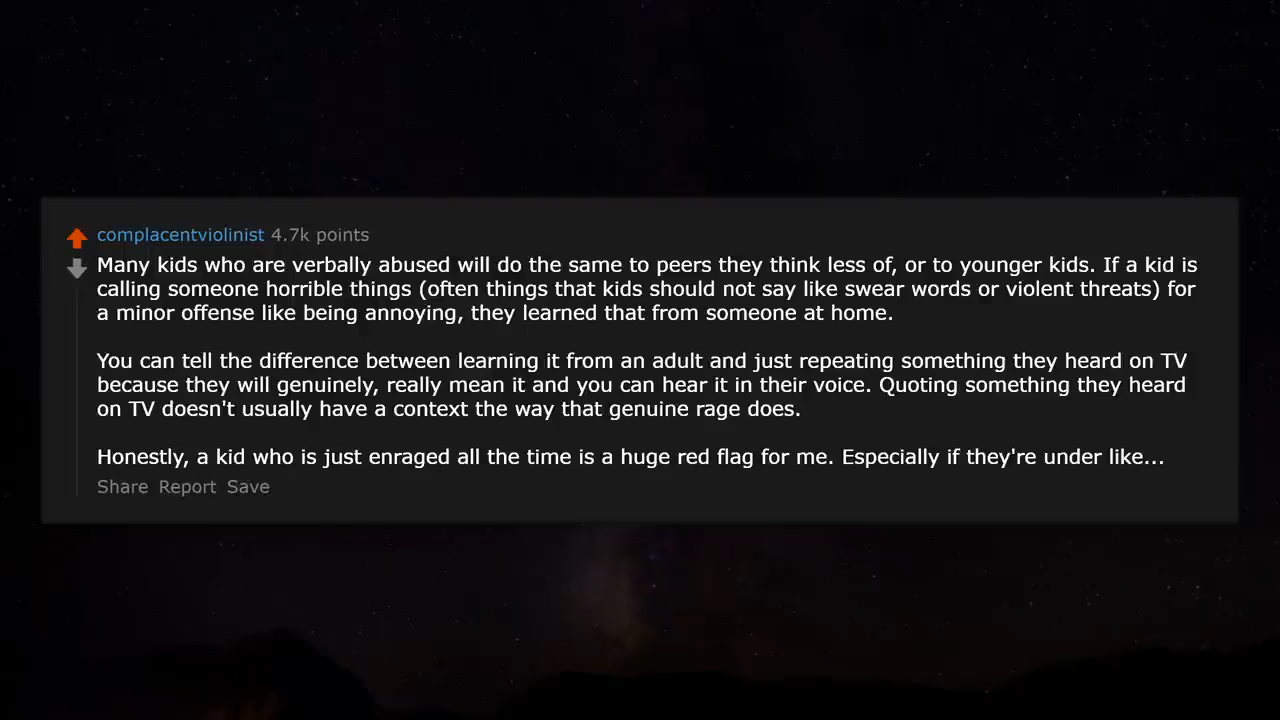 complacentviolinist 4.7k points
Many kids who are verbally abused will do the same to peers they think less of, or to younger kids. If a kid is
calling someone horrible things (often things that kids should not say like swear words or violent threats) for
a minor offense like being annoying, they learned that from someone at home.
You can tell the difference between learning it from an adult and just repeating something they heard on TV
because they will genuinely, really mean it and you can hear it in their voice. Quoting something they heard
on TV doesn't usually have a context the way that genuine rage does.
Honestly, a kid who is just enraged all the time is a huge red flag for me. Especially if they're under like...
Share Report Save